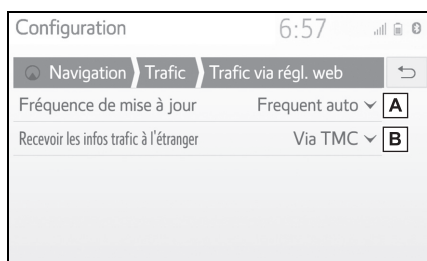 Configuration 6:57
Navigation Trafic Trafic via régl. web
Fréquence de mise à jour Frequent auto A
Recevoir les infos trafic à l'étranger Via TMC B